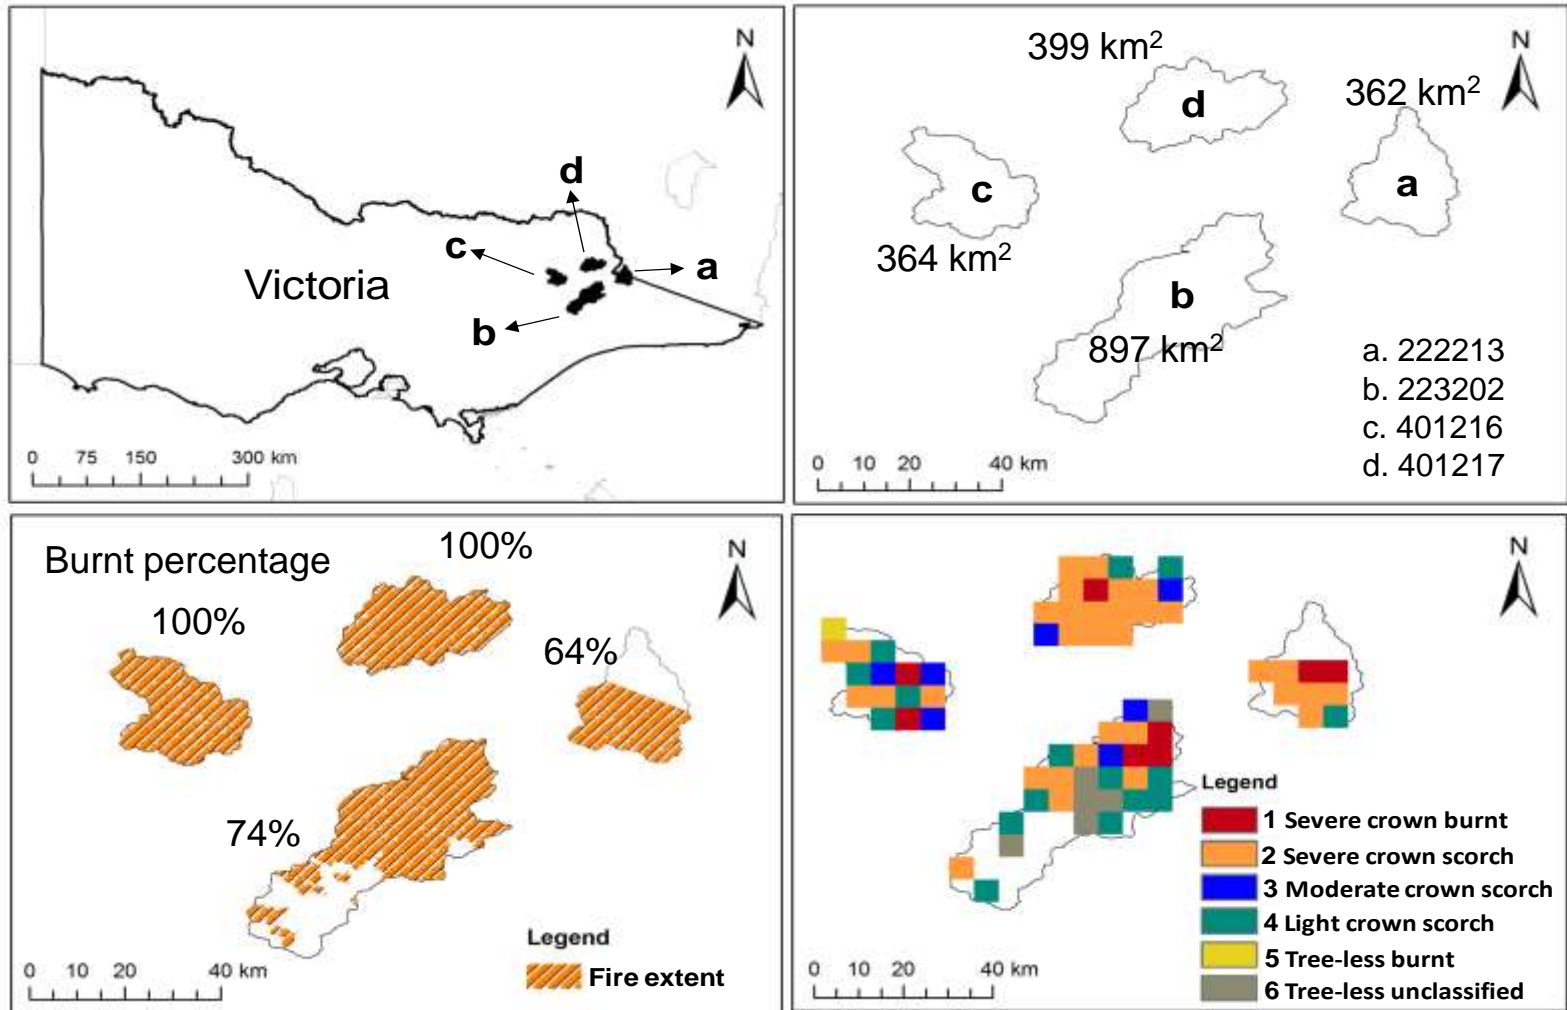 N
d
c
a
Victoria
b
0 75 150 300 km
399 km²
N
362 km²
d
a
c
364 km²
b
897 km²
a. 222213
b. 223202
c. 401216
d. 401217
0 10 20 40 km
Burnt percentage
100%
N
100%
64%
74%
Legend
Fire extent
0 10 20 40 km
N
Legend
1 Severe crown burnt
2 Severe crown scorch
3 Moderate crown scorch
4 Light crown scorch
5 Tree-less burnt
6 Tree-less unclassified
0 10 20 40 km